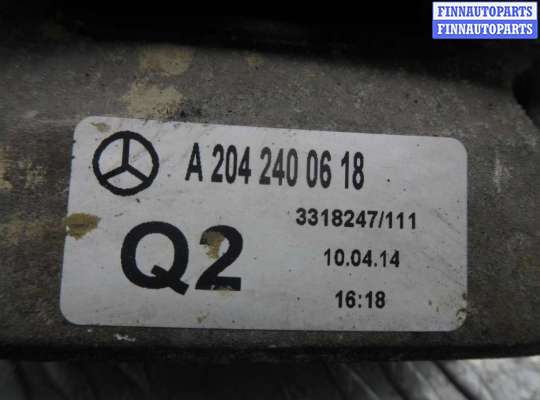 FINNAUTOPARTS
FINNAUTOPARTS
A 204 240 06 18
3318247/111
Q2
10.04.14
16:18